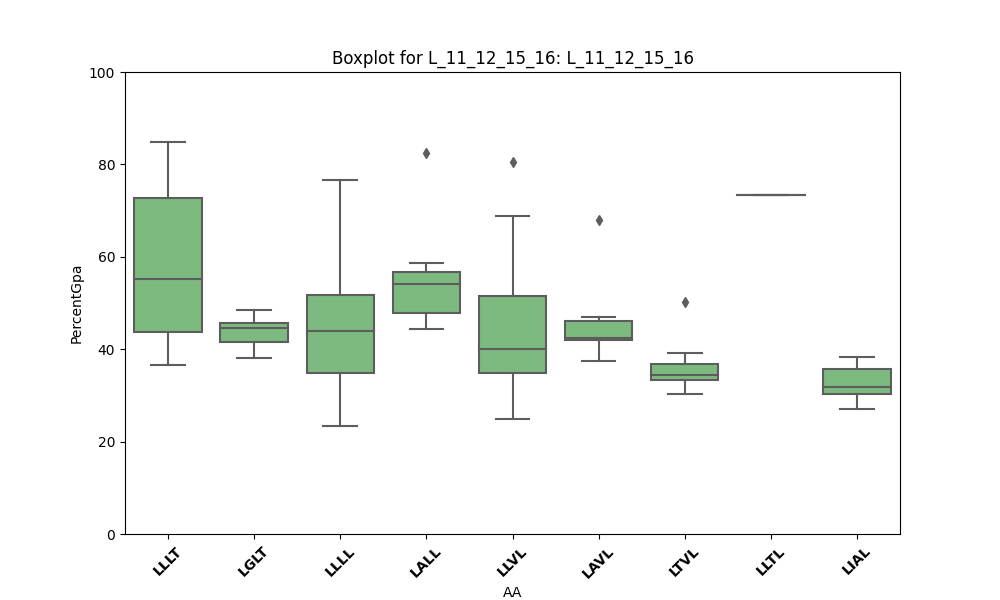 Boxplot for L_11_12_15_16: L_11_12_15_16
100
80
60
40
20
0
PercentGpa
LLLT
LGLT
LLLL
LALL
LLVL
LAVL
LTVL
LLTL
LIAL
AA